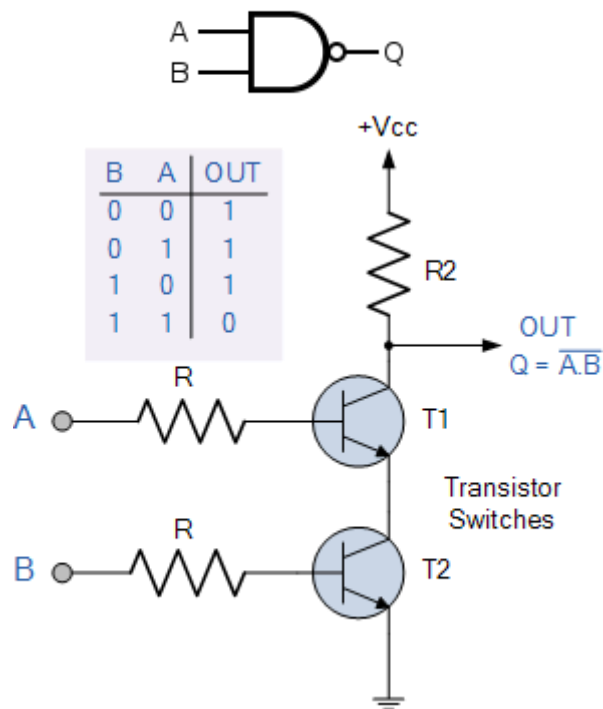 A
B
Q
+Vcc
B A OUT
0 0 1
0 1 1
1 0 1
1 1 0
R2
OUT
Q = A.B
R
A
T1
Transistor
Switches
R
B
T2